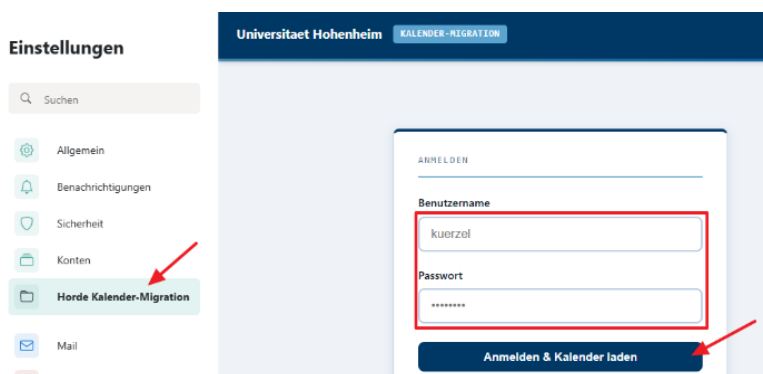 Einstellungen
Suchen
Allgemein
Benachrichtigungen
Sicherheit
Konten
Horde Kalender-Migration
Mail
Universitaet Hohenheim KALENDER-MIGRATION
ANMELDEN
Benutzername
kuerzel
Passwort
••••••••
Anmelden & Kalender laden